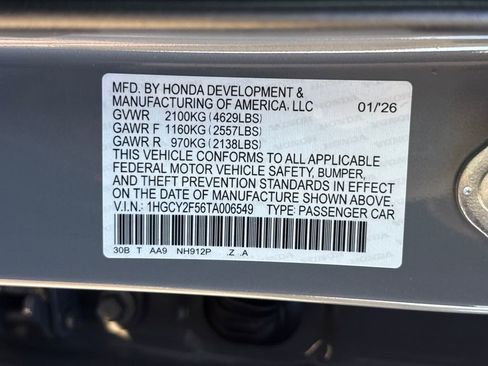 MFD. BY HONDA DEVELOPMENT &
MANUFACTURING OF AMERICA, LLC 01/'26
GVWR 2100KG (4629LBS)
GAWR F 1160KG (2557LBS)
GAWR R 970KG (2138LBS)
THIS VEHICLE CONFORMS TO ALL APPLICABLE
FEDERAL MOTOR VEHICLE SAFETY, BUMPER,
AND THEFT PREVENTION STANDARDS IN EFFECT
ON THE DATE OF MANUFACTURE SHOWN ABOVE.
V.I.N.: 1HGCY2F56TA006549 TYPE: PASSENGER CAR
30B T AA9 NH912P .Z .A